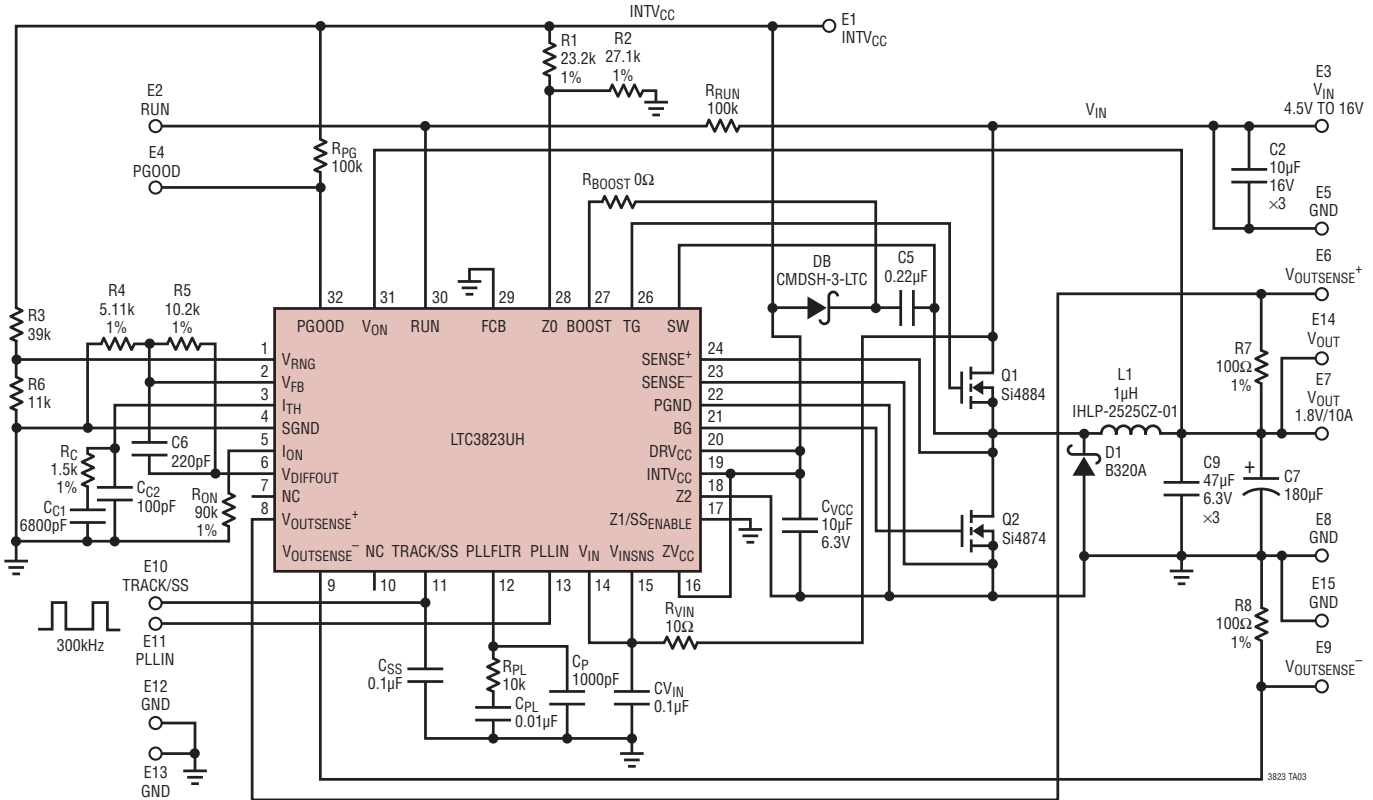 INTVCC
E1
INTVCC
R1
23.2k
1%
R2
27.1k
1%
E2
RUN
RRUN
100k
VIN
E3
VIN
4.5V TO 16V
E4
PGOOD
RPG
100k
C2
10µF
16V
×3
E5
GND
RBOOST 0Ω
E6
VOUTSENSE+
DB
CMDSH-3-LTC
C5
0.22µF
R4
5.11k
1%
R5
10.2k
1%
32
31
30
29
28
27
26
PGOOD
VON
RUN
FCB
Z0
BOOST
TG
SW
R3
39k
R6
11k
1
VRNG
2
VFB
3
ITH
4
SGND
5
ION
6
VDIFFOUT
7
NC
8
VOUTSENSE+
LTC3823UH
SENSE+
24
SENSE–
23
PGND
22
BG
21
DRVCC
20
INTVCC
19
Z2
18
Z1/SSENABLE
17
VOUTSENSE–
NC
TRACK/SS
PLLFLTR
PLLIN
VIN
VINSNS
ZVCC
9
10
11
12
13
14
15
16
RC
1.5k
1%
CC1
6800pF
CC2
100pF
C6
220pF
RON
90k
1%
Q1
Si4884
Q2
Si4874
L1
1µH
IHLP-2525CZ-01
R7
100Ω
1%
E14
VOUT
E7
VOUT
1.8V/10A
D1
B320A
C9
47µF
6.3V
×3
+
C7
180µF
CVCC
10µF
6.3V
E8
GND
E15
GND
R8
100Ω
1%
E9
VOUTSENSE–
E10
TRACK/SS
300kHz
E11
PLLIN
E12
GND
E13
GND
CSS
0.1µF
RPL
10k
CPL
0.01µF
CP
1000pF
RVIN
10Ω
CVIN
0.1µF
3823 TA03